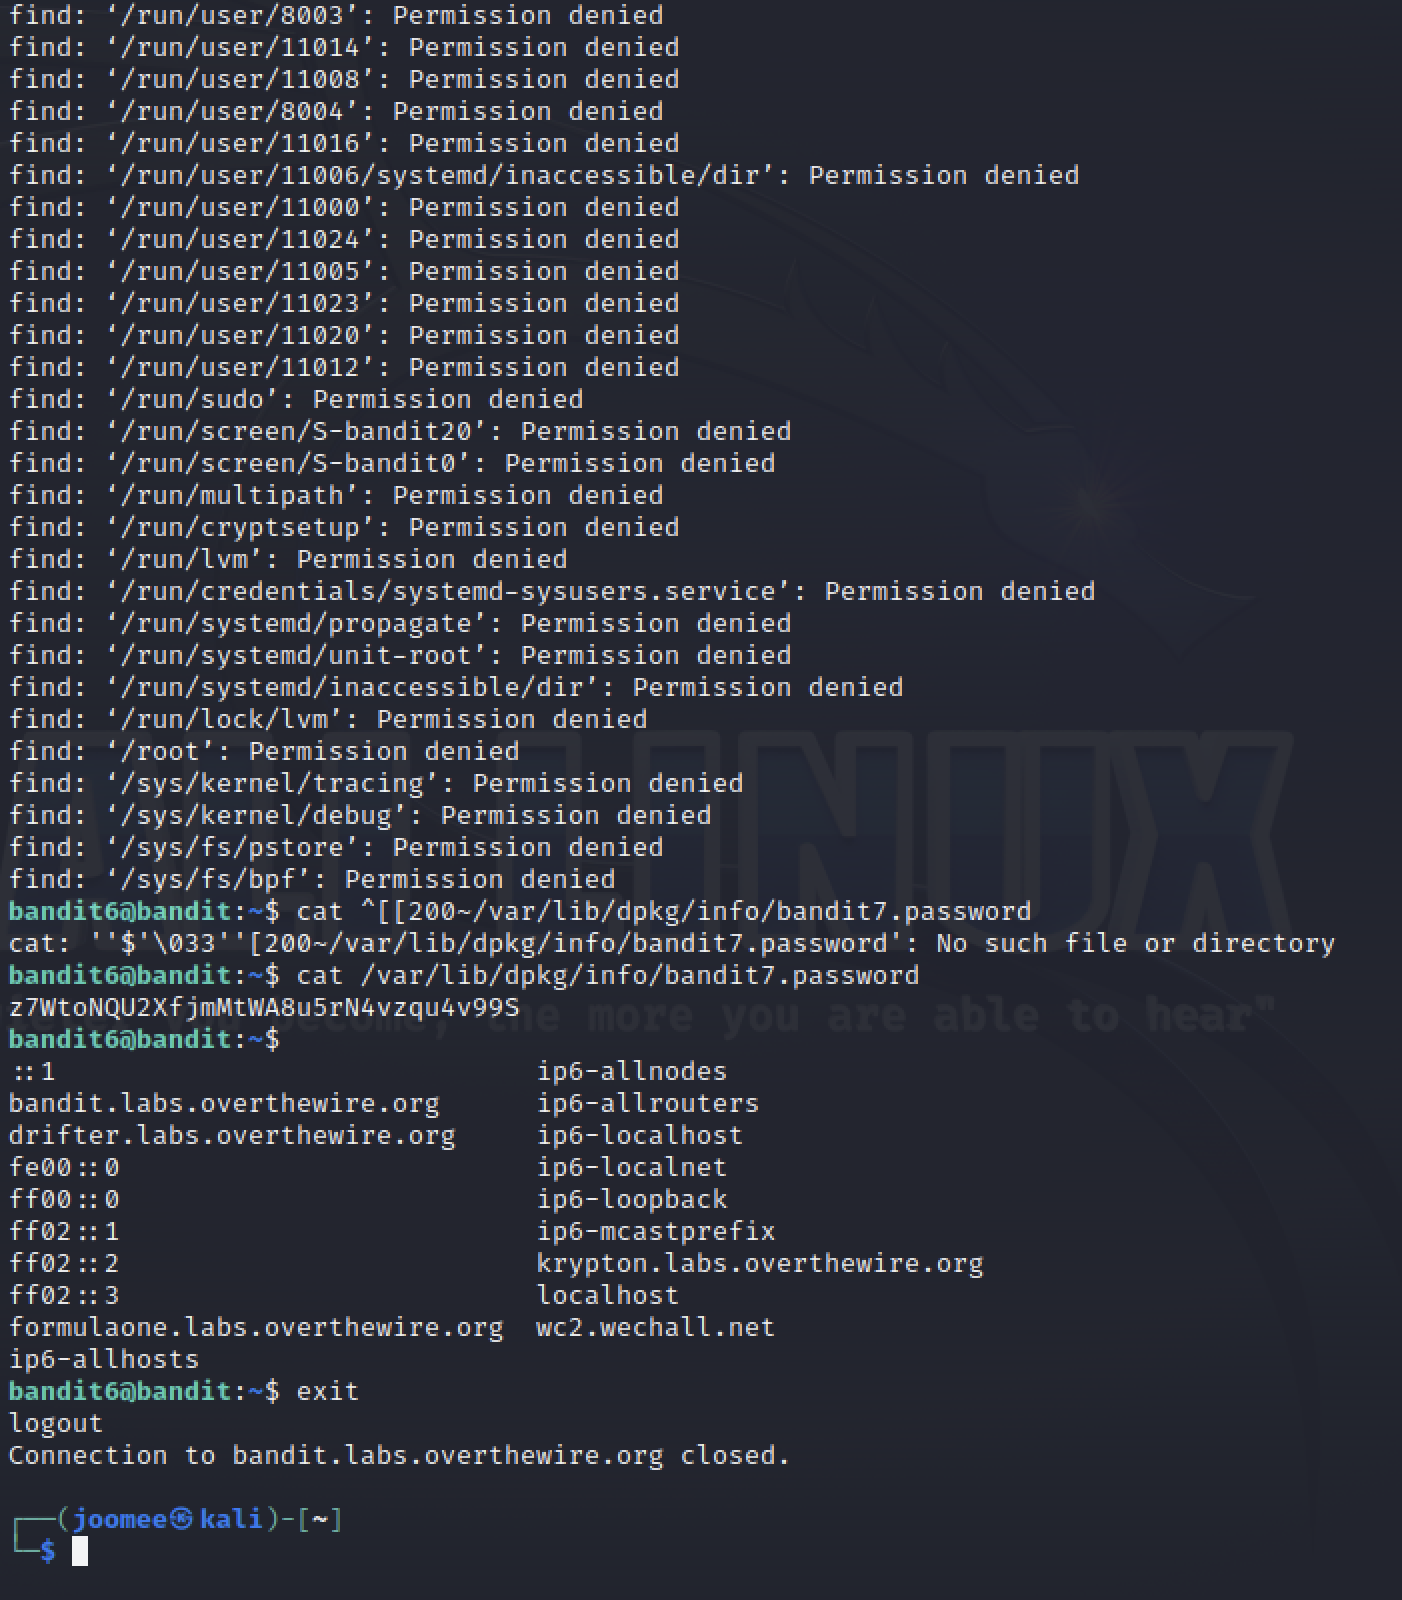 find: ‘/run/user/8003’: Permission denied
find: ‘/run/user/11014’: Permission denied
find: ‘/run/user/11008’: Permission denied
find: ‘/run/user/8004’: Permission denied
find: ‘/run/user/11016’: Permission denied
find: ‘/run/user/11006/systemd/inaccessible/dir’: Permission denied
find: ‘/run/user/11000’: Permission denied
find: ‘/run/user/11024’: Permission denied
find: ‘/run/user/11005’: Permission denied
find: ‘/run/user/11023’: Permission denied
find: ‘/run/user/11020’: Permission denied
find: ‘/run/user/11012’: Permission denied
find: ‘/run/sudo’: Permission denied
find: ‘/run/screen/S-bandit20’: Permission denied
find: ‘/run/screen/S-bandit0’: Permission denied
find: ‘/run/multipath’: Permission denied
find: ‘/run/cryptsetup’: Permission denied
find: ‘/run/lvm’: Permission denied
find: ‘/run/credentials/systemd-sysusers.service’: Permission denied
find: ‘/run/systemd/propagate’: Permission denied
find: ‘/run/systemd/unit-root’: Permission denied
find: ‘/run/systemd/inaccessible/dir’: Permission denied
find: ‘/run/lock/lvm’: Permission denied
find: ‘/root’: Permission denied
find: ‘/sys/kernel/tracing’: Permission denied
find: ‘/sys/kernel/debug’: Permission denied
find: ‘/sys/fs/pstore’: Permission denied
find: ‘/sys/fs/bpf’: Permission denied
bandit6@bandit:~$ cat ^[[200~/var/lib/dpkg/info/bandit7.password
cat: ''$'\033''[200~/var/lib/dpkg/info/bandit7.password': No such file or directory
bandit6@bandit:~$ cat /var/lib/dpkg/info/bandit7.password
z7WtoNQU2XfjmMtWA8u5rN4vzqu4v99S
become, the more you are able to hear"
bandit6@bandit:~$
::1 ip6-allnodes
bandit.labs.overthewire.org ip6-allrouters
drifter.labs.overthewire.org ip6-localhost
fe00::0 ip6-localnet
ff00::0 ip6-loopback
ff02::1 ip6-mcastprefix
ff02::2 krypton.labs.overthewire.org
ff02::3 localhost
formulaone.labs.overthewire.org wc2.wechall.net
ip6-allhosts
bandit6@bandit:~$ exit
logout
Connection to bandit.labs.overthewire.org closed.
┌──(joomee㉿kali)-[~]
└─$
LINUX